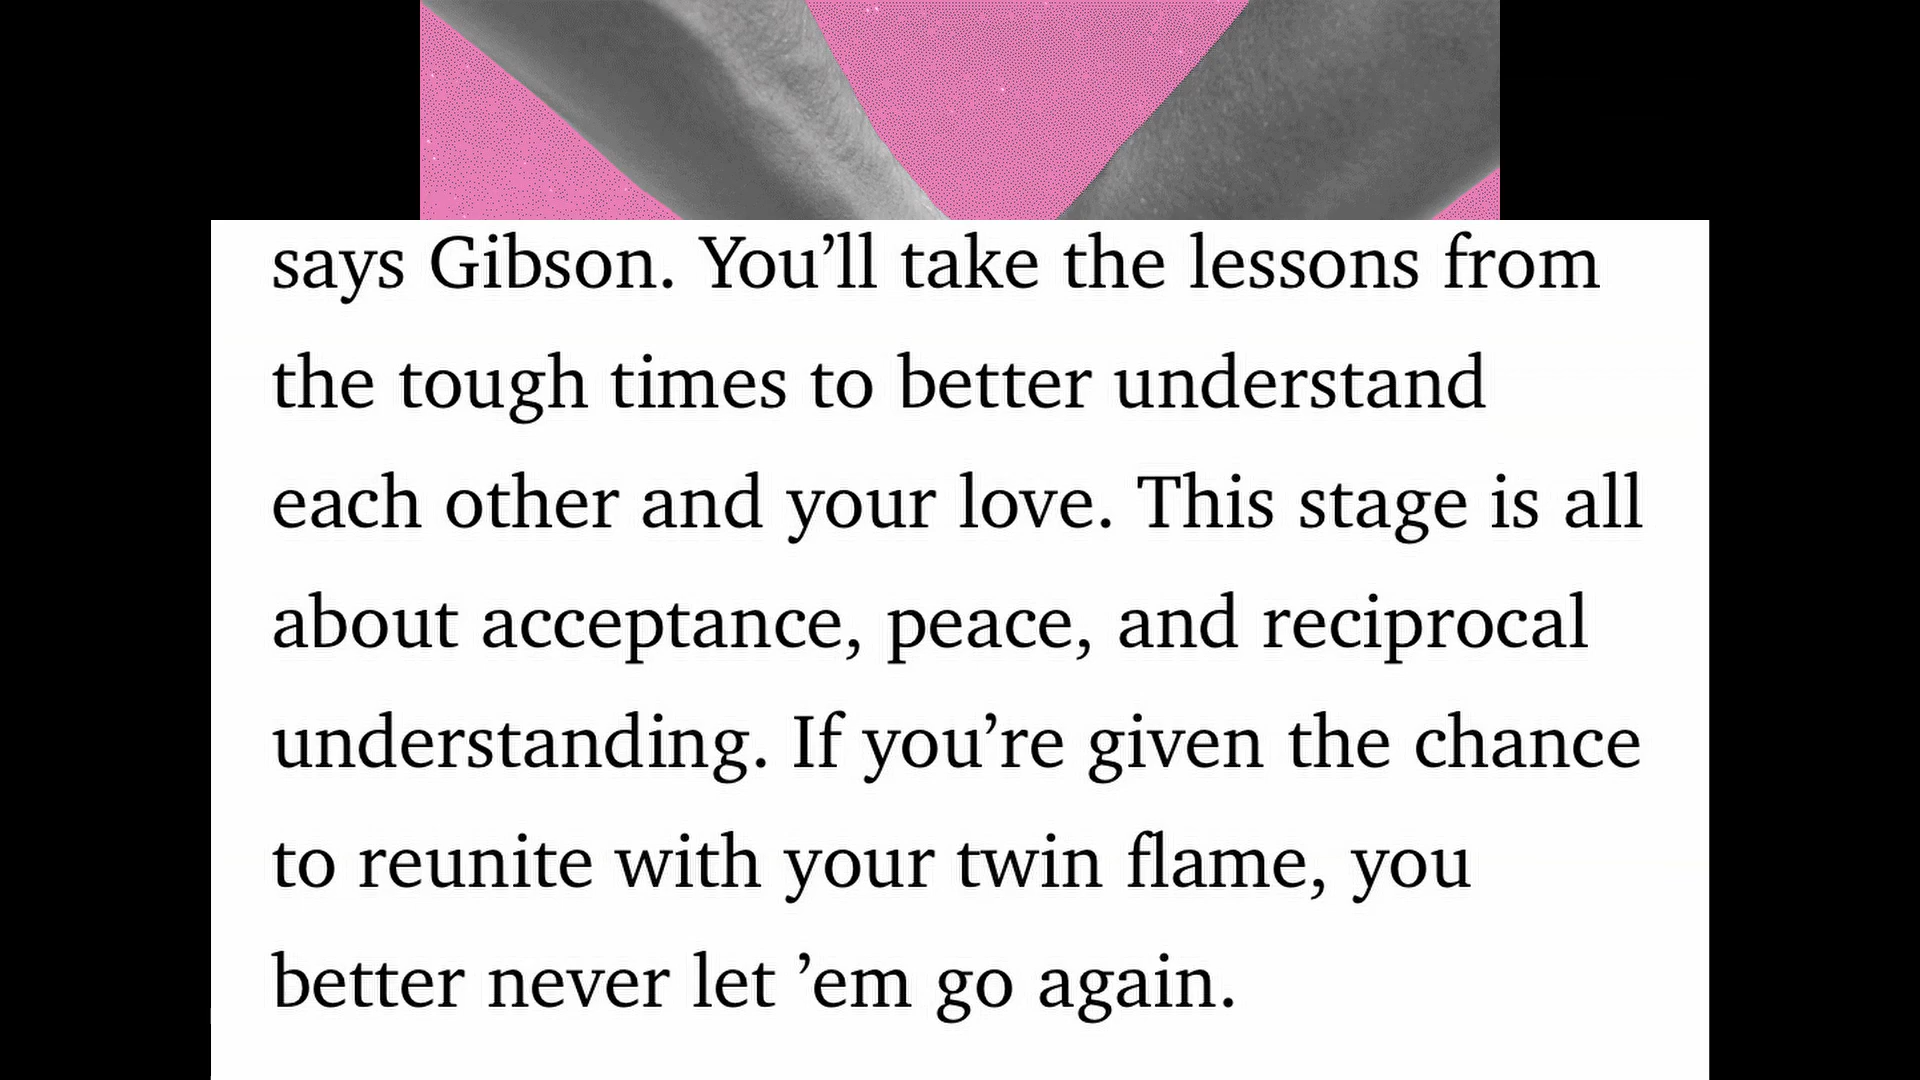 says Gibson. You’ll take the lessons from
the tough times to better understand
each other and your love. This stage is all
about acceptance, peace, and reciprocal
understanding. If you’re given the chance
to reunite with your twin flame, you
better never let ’em go again.